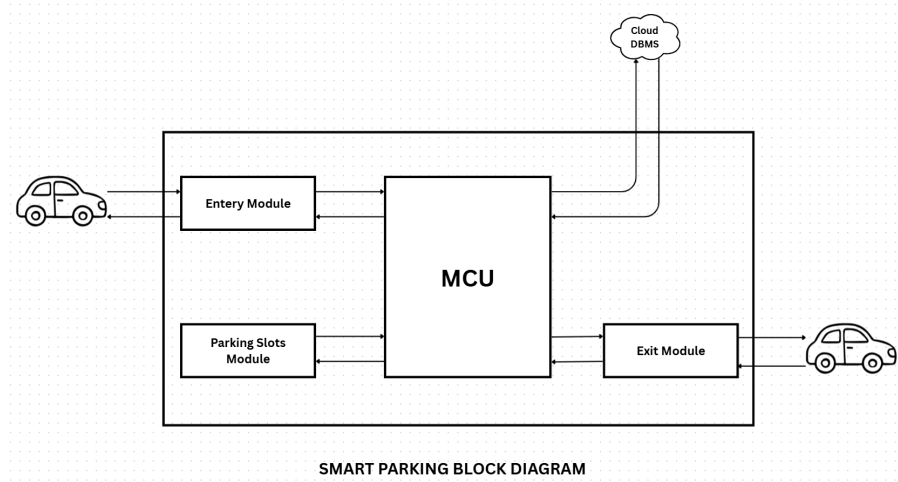 Cloud
DBMS
Entery Module
MCU
Parking Slots
Module
Exit Module
SMART PARKING BLOCK DIAGRAM